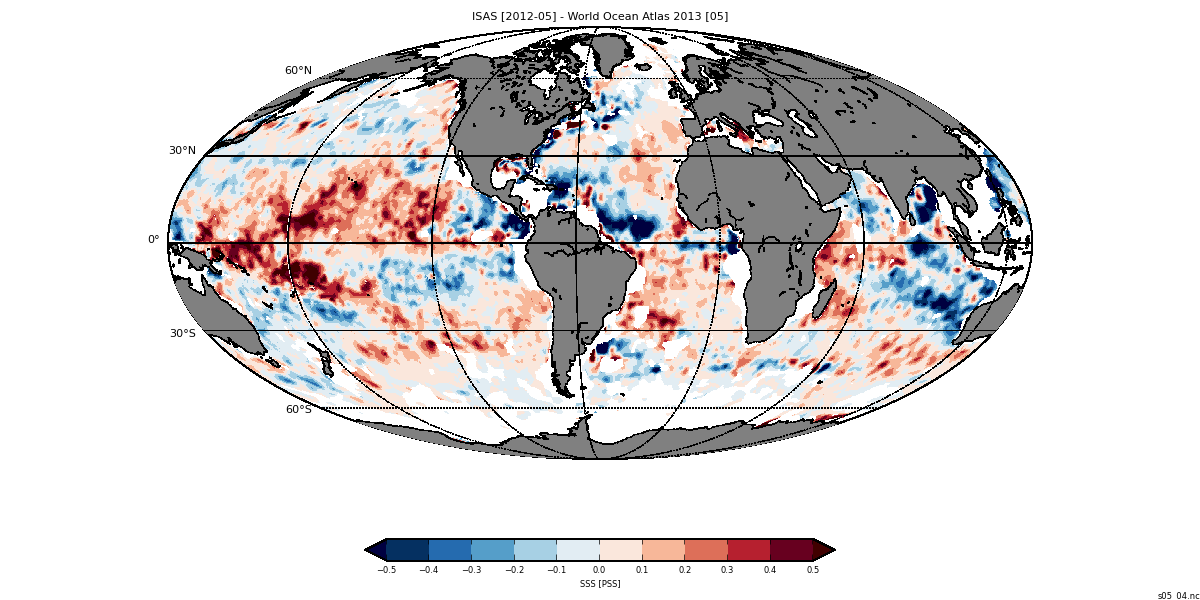 ISAS [2012-05] - World Ocean Atlas 2013 [05]
60°N
30°N
0°
30°S
60°S
−0.5 −0.4 −0.3 −0.2 −0.1 0.0 0.1 0.2 0.3 0.4 0.5
SSS [PSS]
s05_04.nc